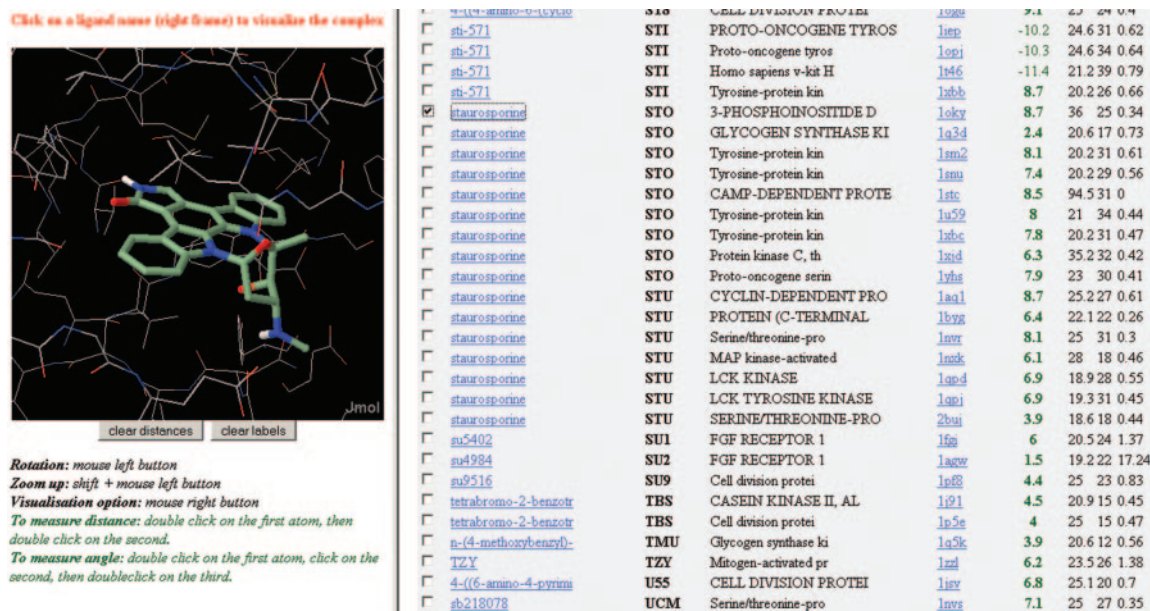 Click on a ligand name (right frame) to visualize the complex
Jmol
clear distances clear labels
Rotation: mouse left button
Zoom up: shift + mouse left button
Visualisation option: mouse right button
To measure distance: double click on the first atom, then
double click on the second.
To measure angle: double click on the first atom, click on the
second, then doubleclick on the third.
4-((4-amino-6-(cyclo ST8 CELL DIVISION PROTEI 1ogu 9.1 25 24 0.4
sti-571 STI PROTO-ONCOGENE TYROS 1iep -10.2 24.6 31 0.62
sti-571 STI Proto-oncogene tyros 1opj -10.3 24.6 34 0.64
sti-571 STI Homo sapiens v-kit H 1t46 -11.4 21.2 39 0.79
sti-571 STI Tyrosine-protein kin 1xbb 8.7 20.2 26 0.66
staurosporine STO 3-PHOSPHOINOSITIDE D 1oky 8.7 36 25 0.34
staurosporine STO GLYCOGEN SYNTHASE KI 1q3d 2.4 20.6 17 0.73
staurosporine STO Tyrosine-protein kin 1sm2 8.1 20.2 31 0.61
staurosporine STO Tyrosine-protein kin 1snu 7.4 20.2 29 0.56
staurosporine STO CAMP-DEPENDENT PROTE 1stc 8.5 94.5 31 0
staurosporine STO Tyrosine-protein kin 1u59 8 21 34 0.44
staurosporine STO Tyrosine-protein kin 1xbc 7.8 20.2 31 0.47
staurosporine STO Protein kinase C, th 1xjd 6.3 35.2 32 0.42
staurosporine STO Proto-oncogene serin 1yhs 7.9 23 30 0.41
staurosporine STU CYCLIN-DEPENDENT PRO 1aq1 8.7 25.2 27 0.61
staurosporine STU PROTEIN (C-TERMINAL 1byg 6.4 22.1 22 0.26
staurosporine STU Serine/threonine-pro 1nvr 8.1 25 31 0.3
staurosporine STU MAP kinase-activated 1nxk 6.1 28 18 0.46
staurosporine STU LCK KINASE 1qpd 6.9 18.9 28 0.55
staurosporine STU LCK TYROSINE KINASE 1qpj 6.9 19.3 31 0.45
staurosporine STU SERINE/THREONINE-PRO 2buj 3.9 18.6 18 0.44
su5402 SU1 FGF RECEPTOR 1 1fgi 6 20.5 24 1.37
su4984 SU2 FGF RECEPTOR 1 1agw 1.5 19.2 22 17.24
su9516 SU9 Cell division protei 1pf8 4.4 25 23 0.83
tetrabromo-2-benzotr TBS CASEIN KINASE II, AL 1j91 4.5 20.9 15 0.45
tetrabromo-2-benzotr TBS Cell division protei 1p5e 4 25 15 0.47
n-(4-methoxybenzyl)- TMU Glycogen synthase ki 1q5k 3.9 20.6 12 0.56
TZY TZY Mitogen-activated pr 1zzl 6.2 23.5 26 1.38
4-((6-amino-4-pyrimi U55 CELL DIVISION PROTEI 1jsv 6.8 25.1 20 0.7
sb218078 UCM Serine/threonine-pro 1nvs 7.1 25 27 0.35